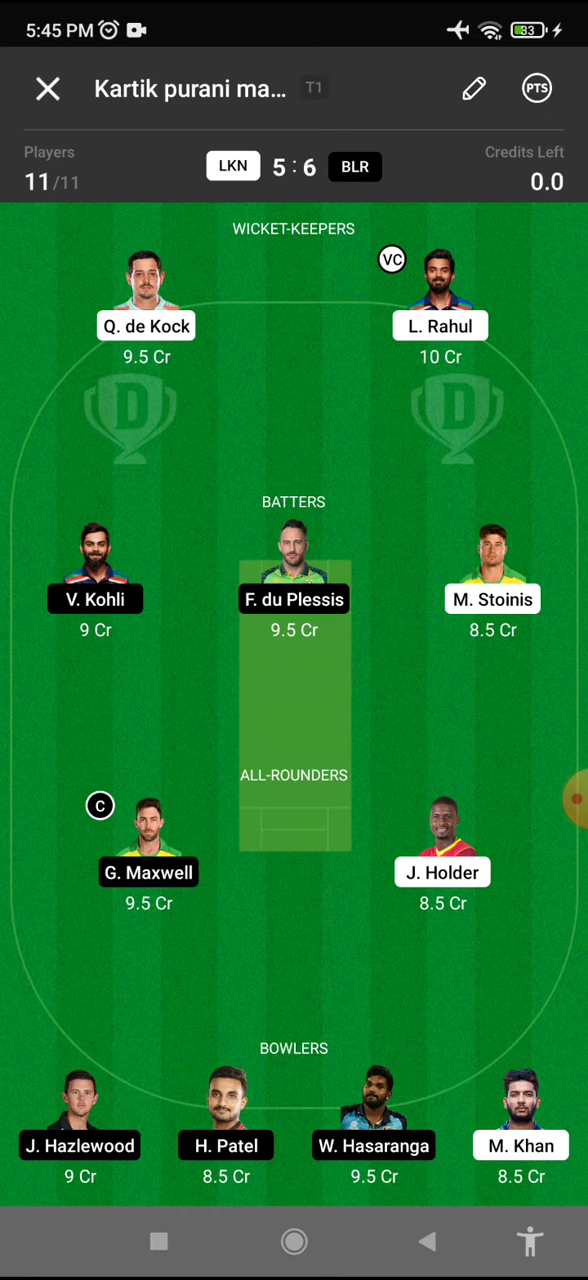 5:45 PM
83
Kartik purani ma... T1
PTS
Players
Credits Left
11/11
LKN 5 : 6 BLR
0.0
WICKET-KEEPERS
VC
Q. de Kock L. Rahul
9.5 Cr 10 Cr
D D
BATTERS
V. Kohli F. du Plessis M. Stoinis
9 Cr 9.5 Cr 8.5 Cr
ALL-ROUNDERS
C
G. Maxwell J. Holder
9.5 Cr 8.5 Cr
BOWLERS
J. Hazlewood H. Patel W. Hasaranga M. Khan
9 Cr 8.5 Cr 9.5 Cr 8.5 Cr